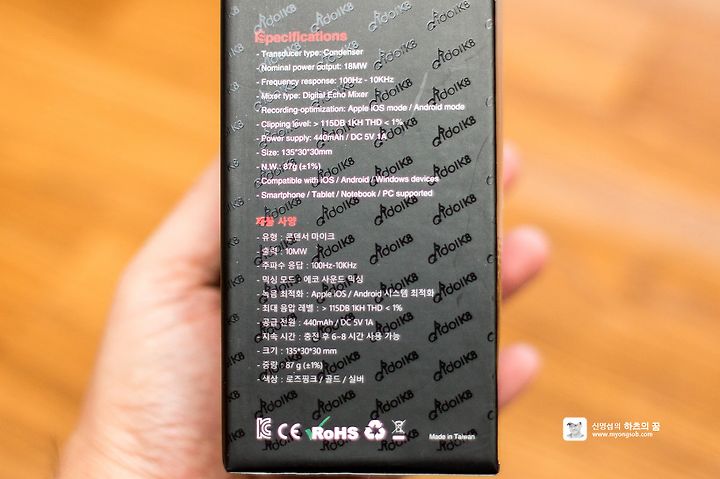 Specifications
- Transducer type: Condenser
- Nominal power output: 18MW
- Frequency response: 100Hz - 10KHz
- Mixer type: Digital Echo Mixer
- Recording-optimization: Apple iOS mode / Android mode
- Clipping level: > 115DB 1KH THD < 1%
- Power supply: 440mAh / DC 5V 1A
- Size: 135*30*30mm
- N.W.: 87g (±1%)
- Compatible with iOS / Android / Windows devices
- Smartphone / Tablet / Notebook / PC supported
제품 사양
- 유형 : 콘덴서 마이크
- 출력 : 10MW
- 주파수 응답 : 100Hz-10KHz
- 믹싱 모드 : 에코 사운드 믹싱
- 녹음 최적화 : Apple iOS / Android 시스템 최적화
- 최대 음압 레벨 : > 115DB 1KH THD < 1%
- 공급 전원 : 440mAh / DC 5V 1A
- 지속 시간 : 충전 후 6~8 시간 사용 가능
- 크기 : 135*30*30 mm
- 중량 : 87 g (±1%)
- 색상 : 로즈핑크 / 골드 / 실버
CE RoHS Made in Taiwan
idolK8
신명섭의 하츠의 꿈
www.myongsob.com